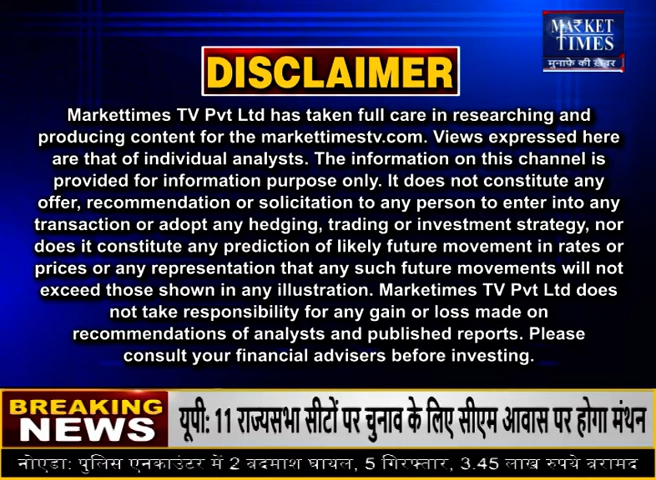 MARKET
TIMES
मुनाफे की ख़बर
DISCLAIMER
Markettimes TV Pvt Ltd has taken full care in researching and
producing content for the markettimestv.com. Views expressed here
are that of individual analysts. The information on this channel is
provided for information purpose only. It does not constitute any
offer, recommendation or solicitation to any person to enter into any
transaction or adopt any hedging, trading or investment strategy, nor
does it constitute any prediction of likely future movement in rates or
prices or any representation that any such future movements will not
exceed those shown in any illustration. Marketimes TV Pvt Ltd does
not take responsibility for any gain or loss made on
recommendations of analysts and published reports. Please
consult your financial advisers before investing.
BREAKING
NEWS
यूपी: 11 राज्यसभा सीटों पर चुनाव के लिए सीएम आवास पर होगा मंथन
नोएडा: पुलिस एनकाउंटर में 2 बदमाश घायल, 5 गिरफ्तार, 3.45 लाख रुपये बरामद